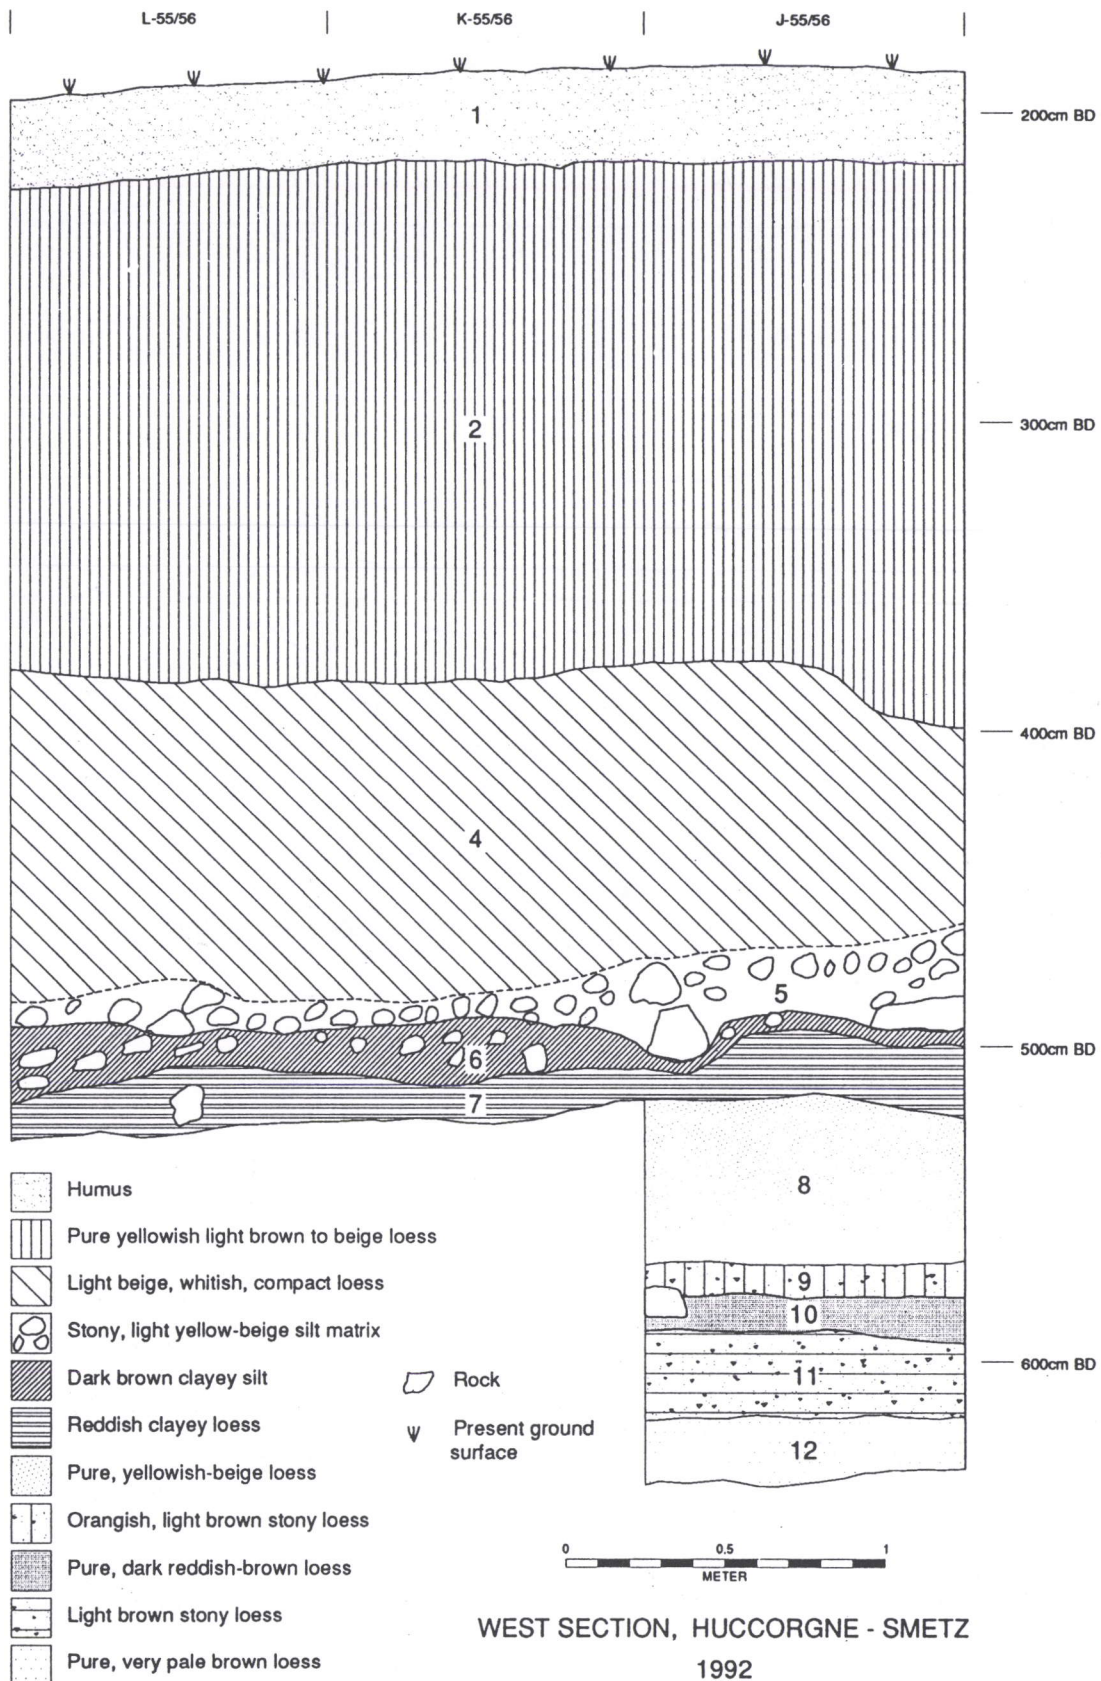 L-55/56 K-55/56 J-55/56
1
200cm BD
2
300cm BD
400cm BD
4
5
6
500cm BD
7
8
9
10
600cm BD
11
12
Humus
Pure yellowish light brown to beige loess
Light beige, whitish, compact loess
Stony, light yellow-beige silt matrix
Dark brown clayey silt
Reddish clayey loess
Pure, yellowish-beige loess
Orangish, light brown stony loess
Pure, dark reddish-brown loess
Light brown stony loess
Pure, very pale brown loess
Rock
Present ground
surface
0 0.5 1
METER
WEST SECTION, HUCCORGNE - SMETZ
1992